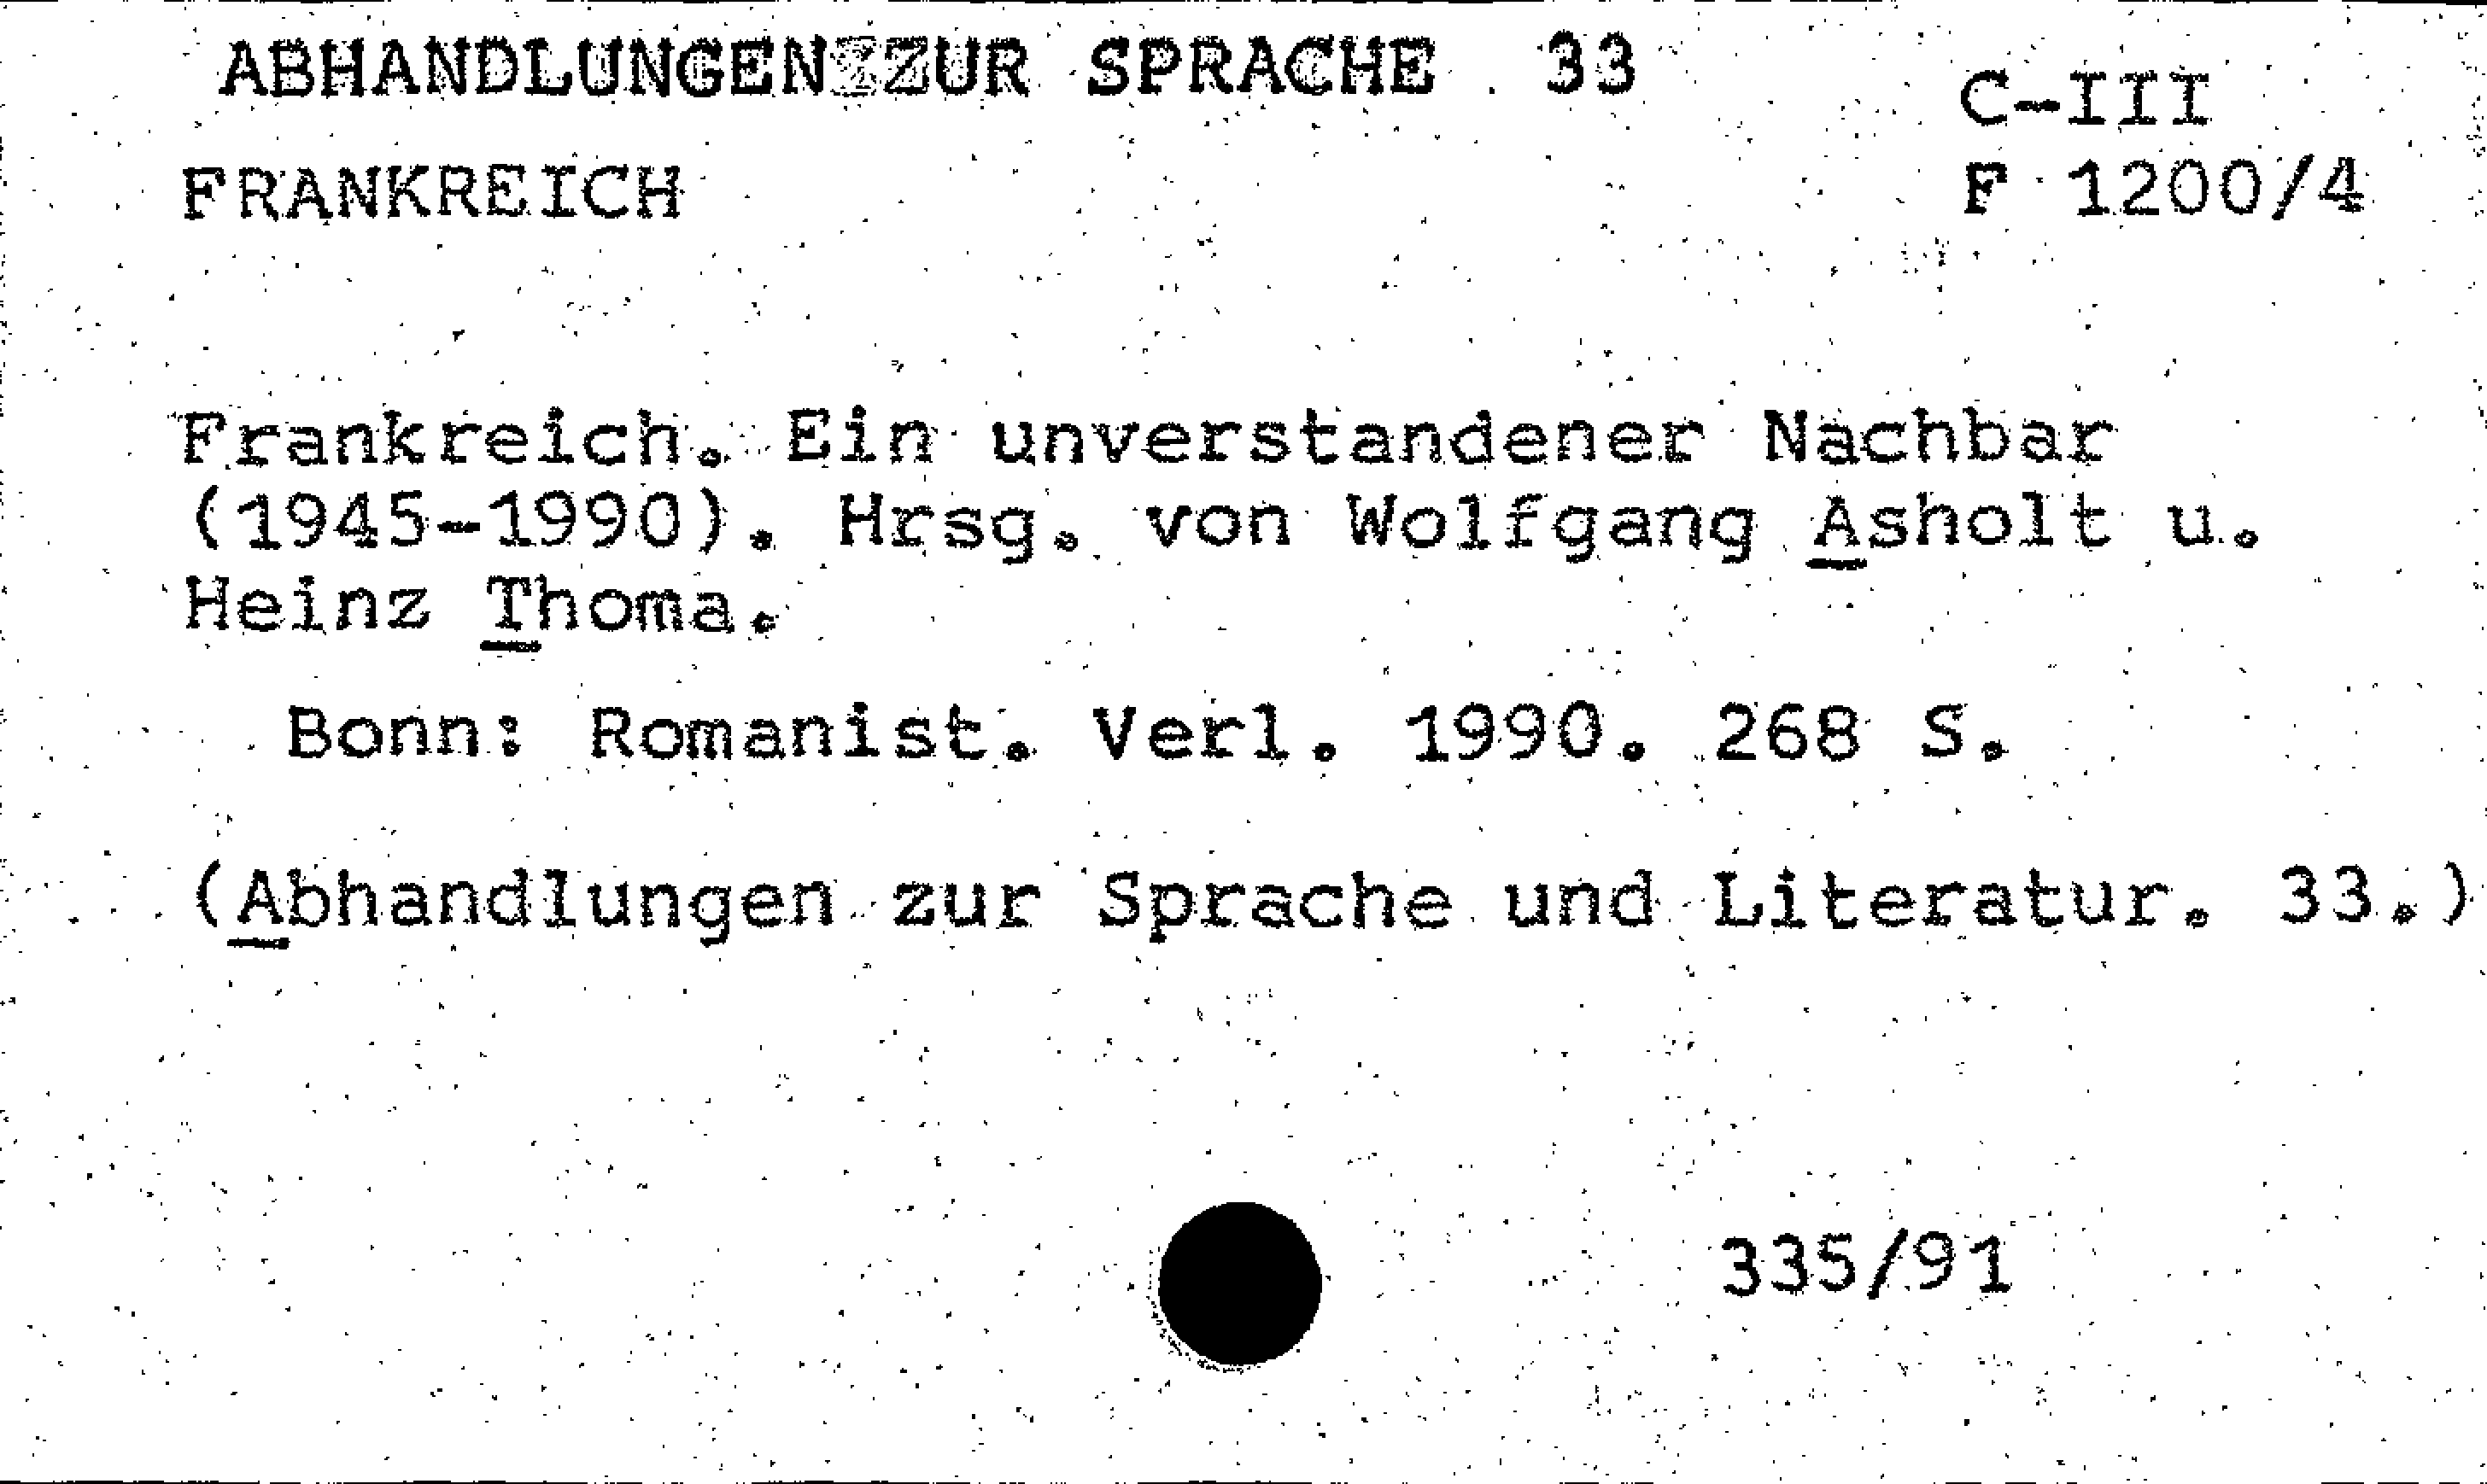 ABHANDLUNGEN ZUR SPRACHE 33
C-III
FRANKREICH
F 1200/4
Frankreich. Ein unverstandener Nachbar
(1945-1990). Hrsg. von Wolfgang Asholt u.
Heinz Thoma.
Bonn: Romanist. Verl. 1990. 268 S.
(Abhandlungen zur Sprache und Literatur. 33.)
335/91